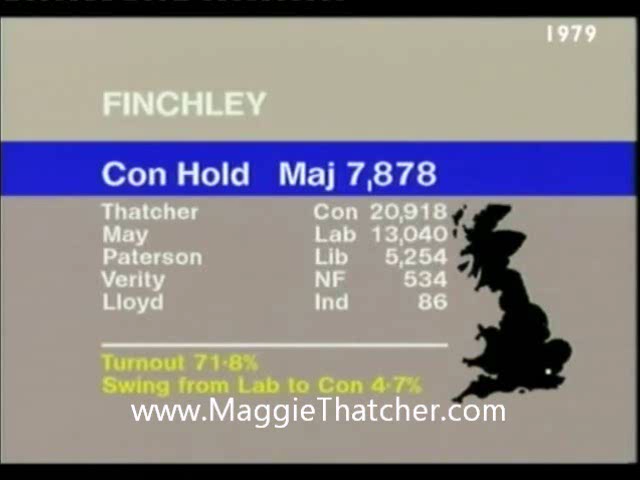 1979
FINCHLEY
Con Hold Maj 7,878
Thatcher Con 20,918
May Lab 13,040
Paterson Lib 5,254
Verity NF 534
Lloyd Ind 86
Turnout 71·8%
Swing from Lab to Con 4·7%
www.MaggieThatcher.com